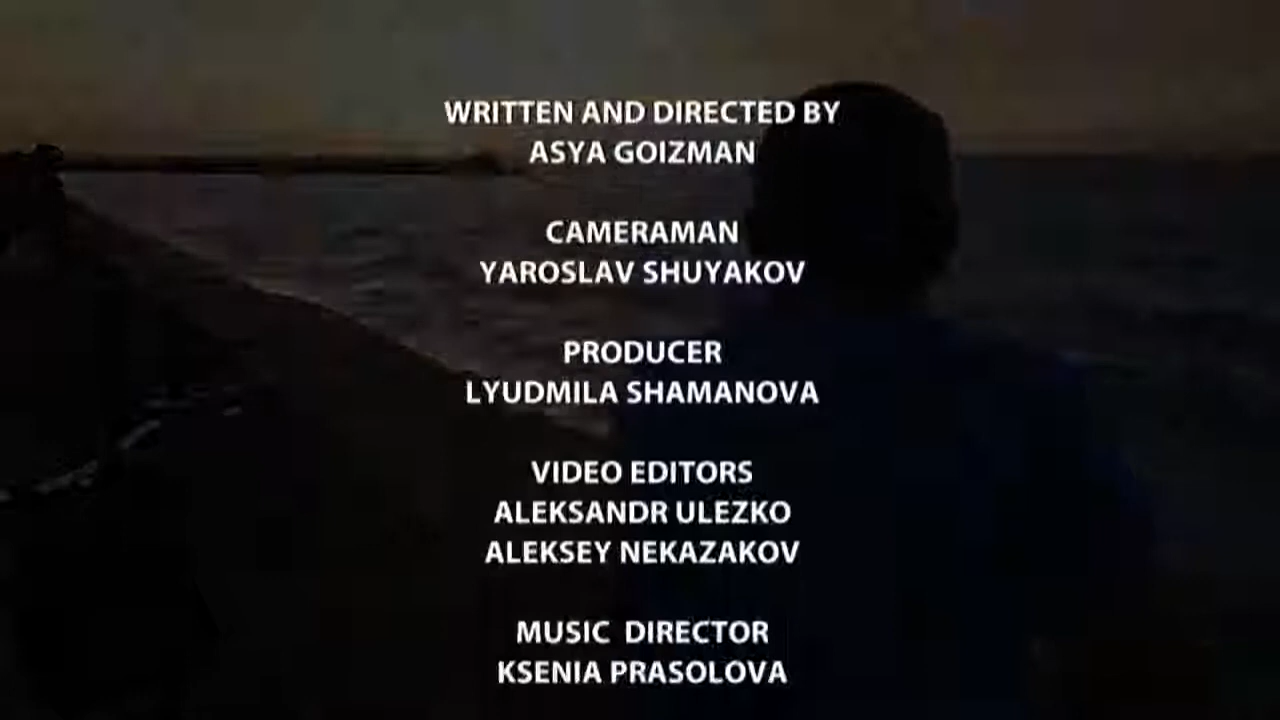 WRITTEN AND DIRECTED BY
ASYA GOIZMAN
CAMERAMAN
YAROSLAV SHUYAKOV
PRODUCER
LYUDMILA SHAMANOVA
VIDEO EDITORS
ALEKSANDR ULEZKO
ALEKSEY NEKAZAKOV
MUSIC DIRECTOR
KSENIA PRASOLOVA